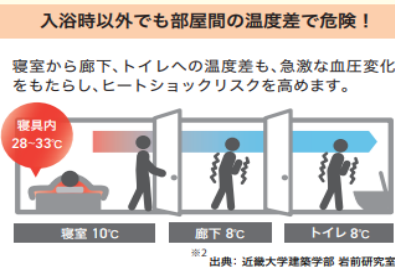 入浴時以外でも部屋間の温度差で危険！
寝室から廊下、トイレへの温度差も、急激な血圧変化
をもたらし、ヒートショックリスクを高めます。
寝具内
28~33℃
寝室 10℃
廊下 8℃
トイレ 8℃
※2
出典: 近畿大学建築学部 岩前研究室